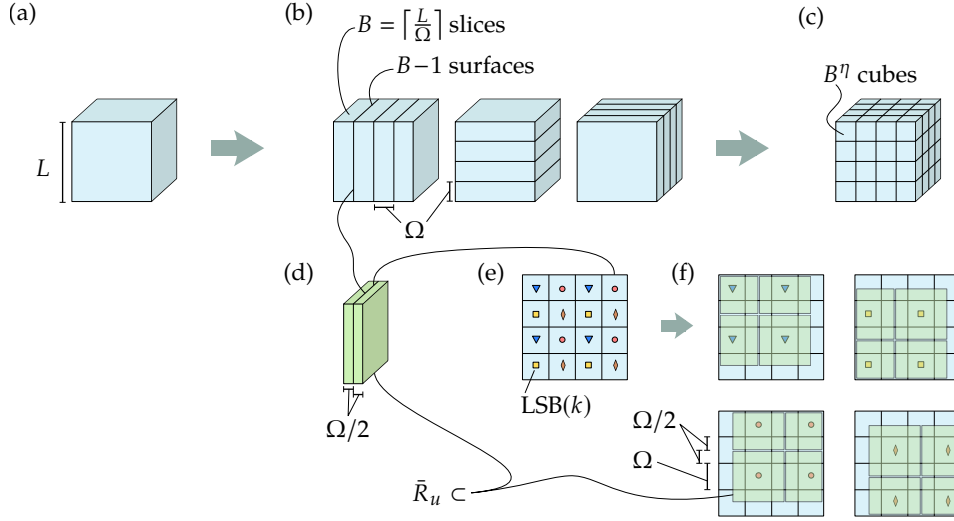 (a)
(b)
(c)
B = ⌈L/Ω⌉ slices
B−1 surfaces
B^η cubes
L
Ω
(d)
(e)
(f)
LSB(k)
Ω/2
Ω/2
Ω
R̄_u ⊂